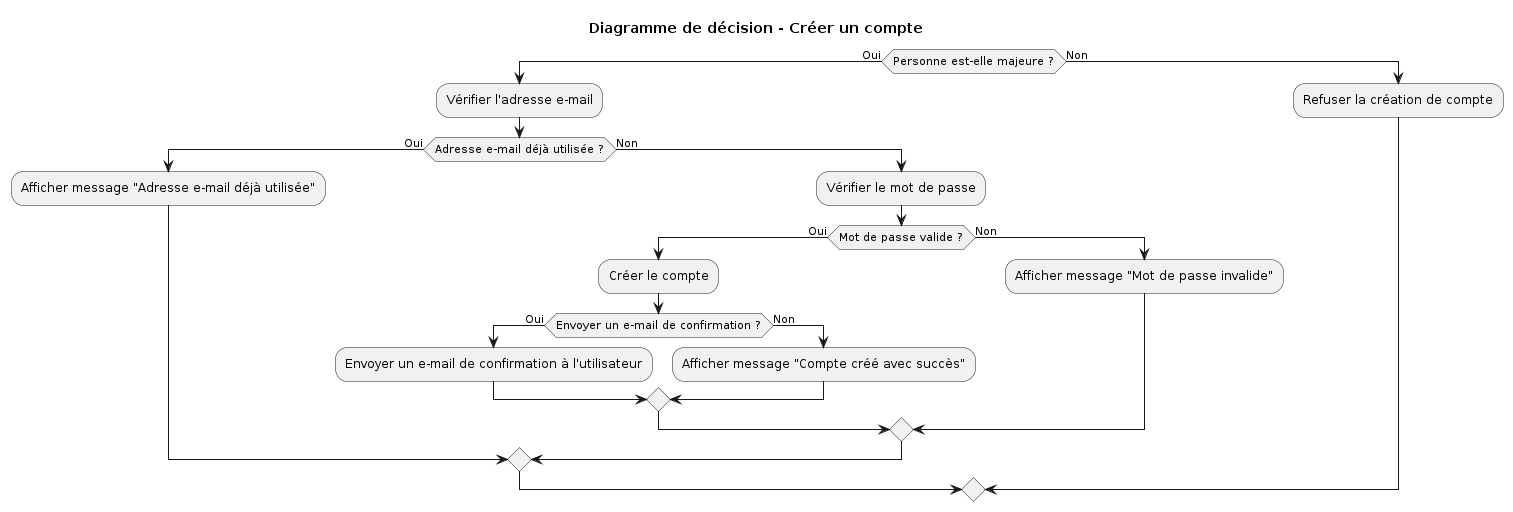 Diagramme de décision - Créer un compte
Oui
Personne est-elle majeure ?
Non
Vérifier l'adresse e-mail
Refuser la création de compte
Oui
Adresse e-mail déjà utilisée ?
Non
Afficher message "Adresse e-mail déjà utilisée"
Vérifier le mot de passe
Oui
Mot de passe valide ?
Non
Créer le compte
Afficher message "Mot de passe invalide"
Oui
Envoyer un e-mail de confirmation ?
Non
Envoyer un e-mail de confirmation à l'utilisateur
Afficher message "Compte créé avec succès"